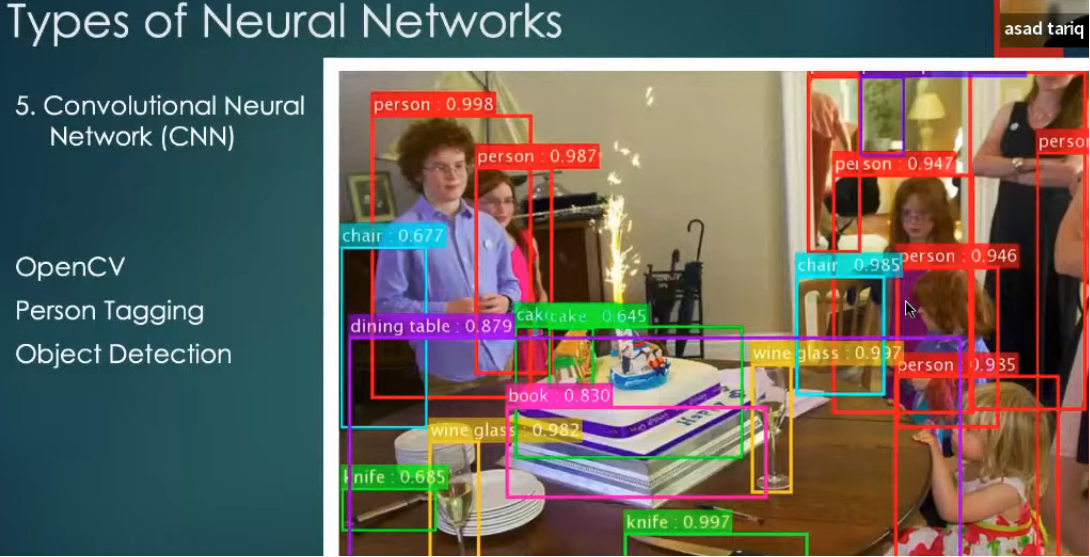 Types of Neural Networks
asad tariq
5. Convolutional Neural
Network (CNN)
OpenCV
Person Tagging
Object Detection
person : 0.998
person : 0.987
person : 0.947
chair : 0.677
chair 0.985
person : 0.946
cake 0.645
dining table : 0.879
wine glass : 0.997
person : 0.985
book : 0.830
wine glass : 0.982
knife : 0.685
knife : 0.997